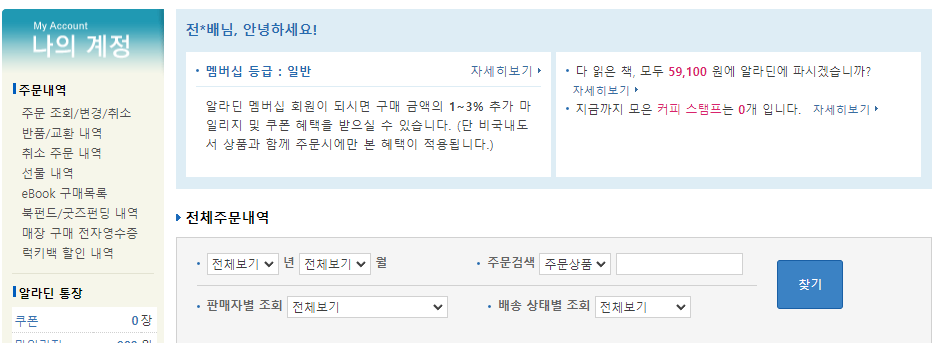 My Account
나의 계정
주문내역
주문 조회/변경/취소
반품/교환 내역
취소 주문 내역
선물 내역
eBook 구매목록
북펀드/굿즈펀딩 내역
매장 구매 전자영수증
럭키백 할인 내역
알라딘 통장
쿠폰 0 장
전*배님, 안녕하세요!
멤버십 등급 : 일반 자세히보기
알라딘 멤버십 회원이 되시면 구매 금액의 1~3% 추가 마
일리지 및 쿠폰 혜택을 받으실 수 있습니다. (단 비국내도
서 상품과 함께 주문시에만 본 혜택이 적용됩니다.)
다 읽은 책, 모두 59,100 원에 알라딘에 파시겠습니까?
자세히보기
지금까지 모은 커피 스탬프는 0개 입니다. 자세히보기
전체주문내역
전체보기 년 전체보기 월 주문검색 주문상품
판매자별 조회 전체보기 배송 상태별 조회 전체보기
찾기